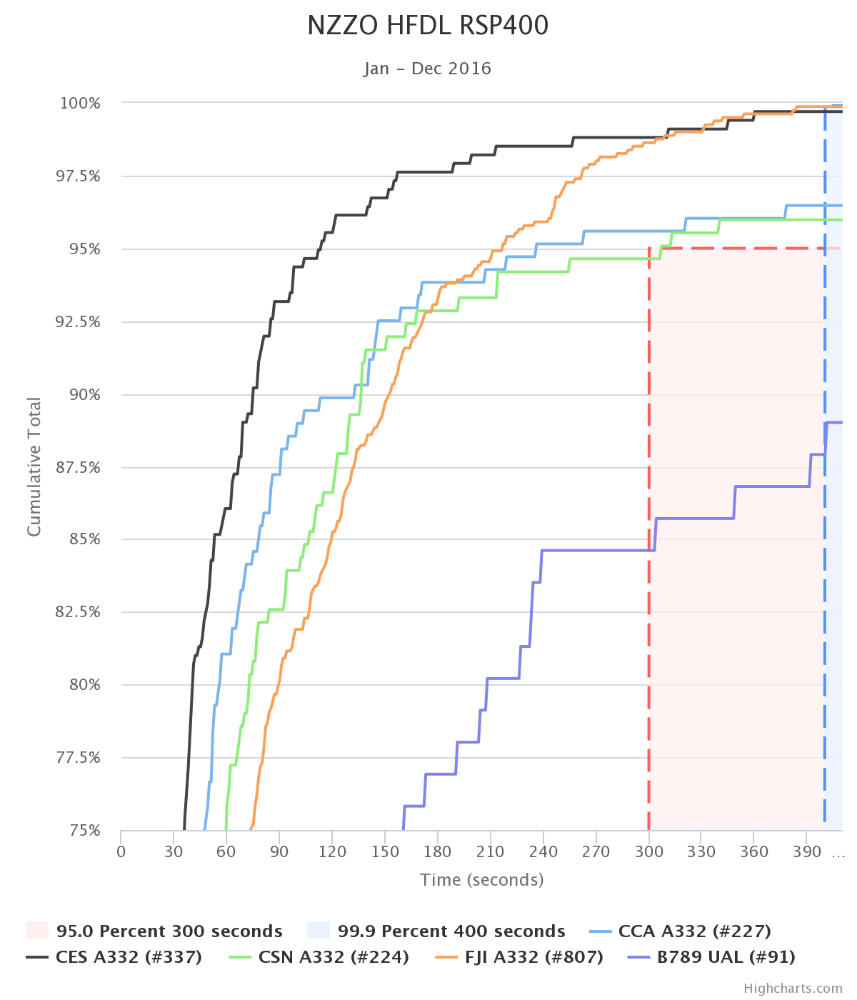 NZZO HFDL RSP400
Jan – Dec 2016
100%
97.5%
95%
92.5%
90%
87.5%
85%
82.5%
80%
77.5%
75%
Cumulative Total
0 30 60 90 120 150 180 210 240 270 300 330 360 390 ...
Time (seconds)
95.0 Percent 300 seconds 99.9 Percent 400 seconds CCA A332 (#227)
CES A332 (#337) CSN A332 (#224) FJI A332 (#807) B789 UAL (#91)
Highcharts.com